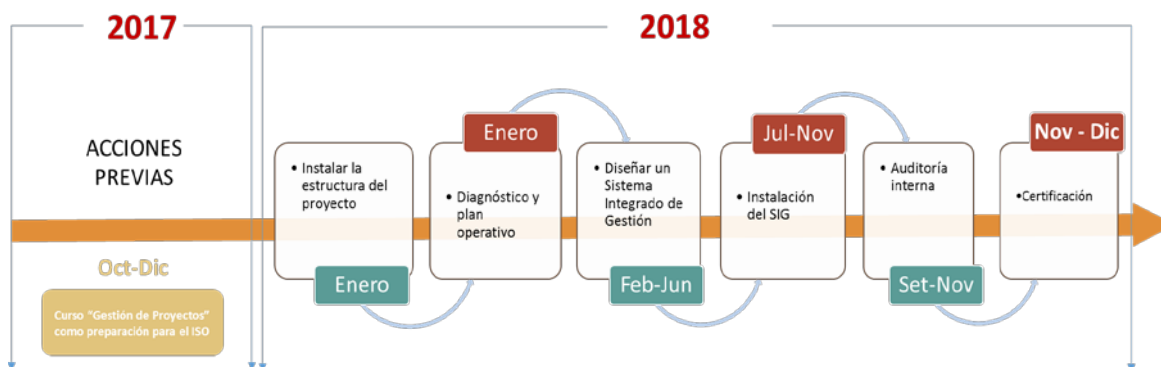 2017
2018
ACCIONES
PREVIAS
Oct-Dic
Curso "Gestión de Proyectos"
como preparación para el ISO
• Instalar la
estructura del
proyecto
Enero
Enero
• Diagnóstico y
plan
operativo
• Diseñar un
Sistema
Integrado de
Gestión
Feb-Jun
Jul-Nov
• Instalación
del SIG
• Auditoría
interna
Set-Nov
Nov - Dic
•Certificación